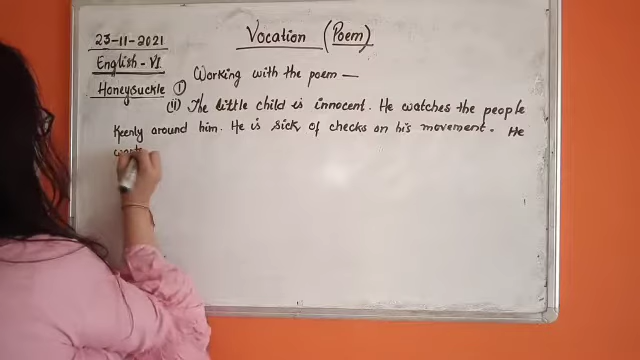 23-11-2021 Vocation (Poem)
English - VI
Honeysuckle (i) Working with the poem —
(ii) The little child is innocent. He watches the people
keenly around him. He is sick of checks on his movement. He